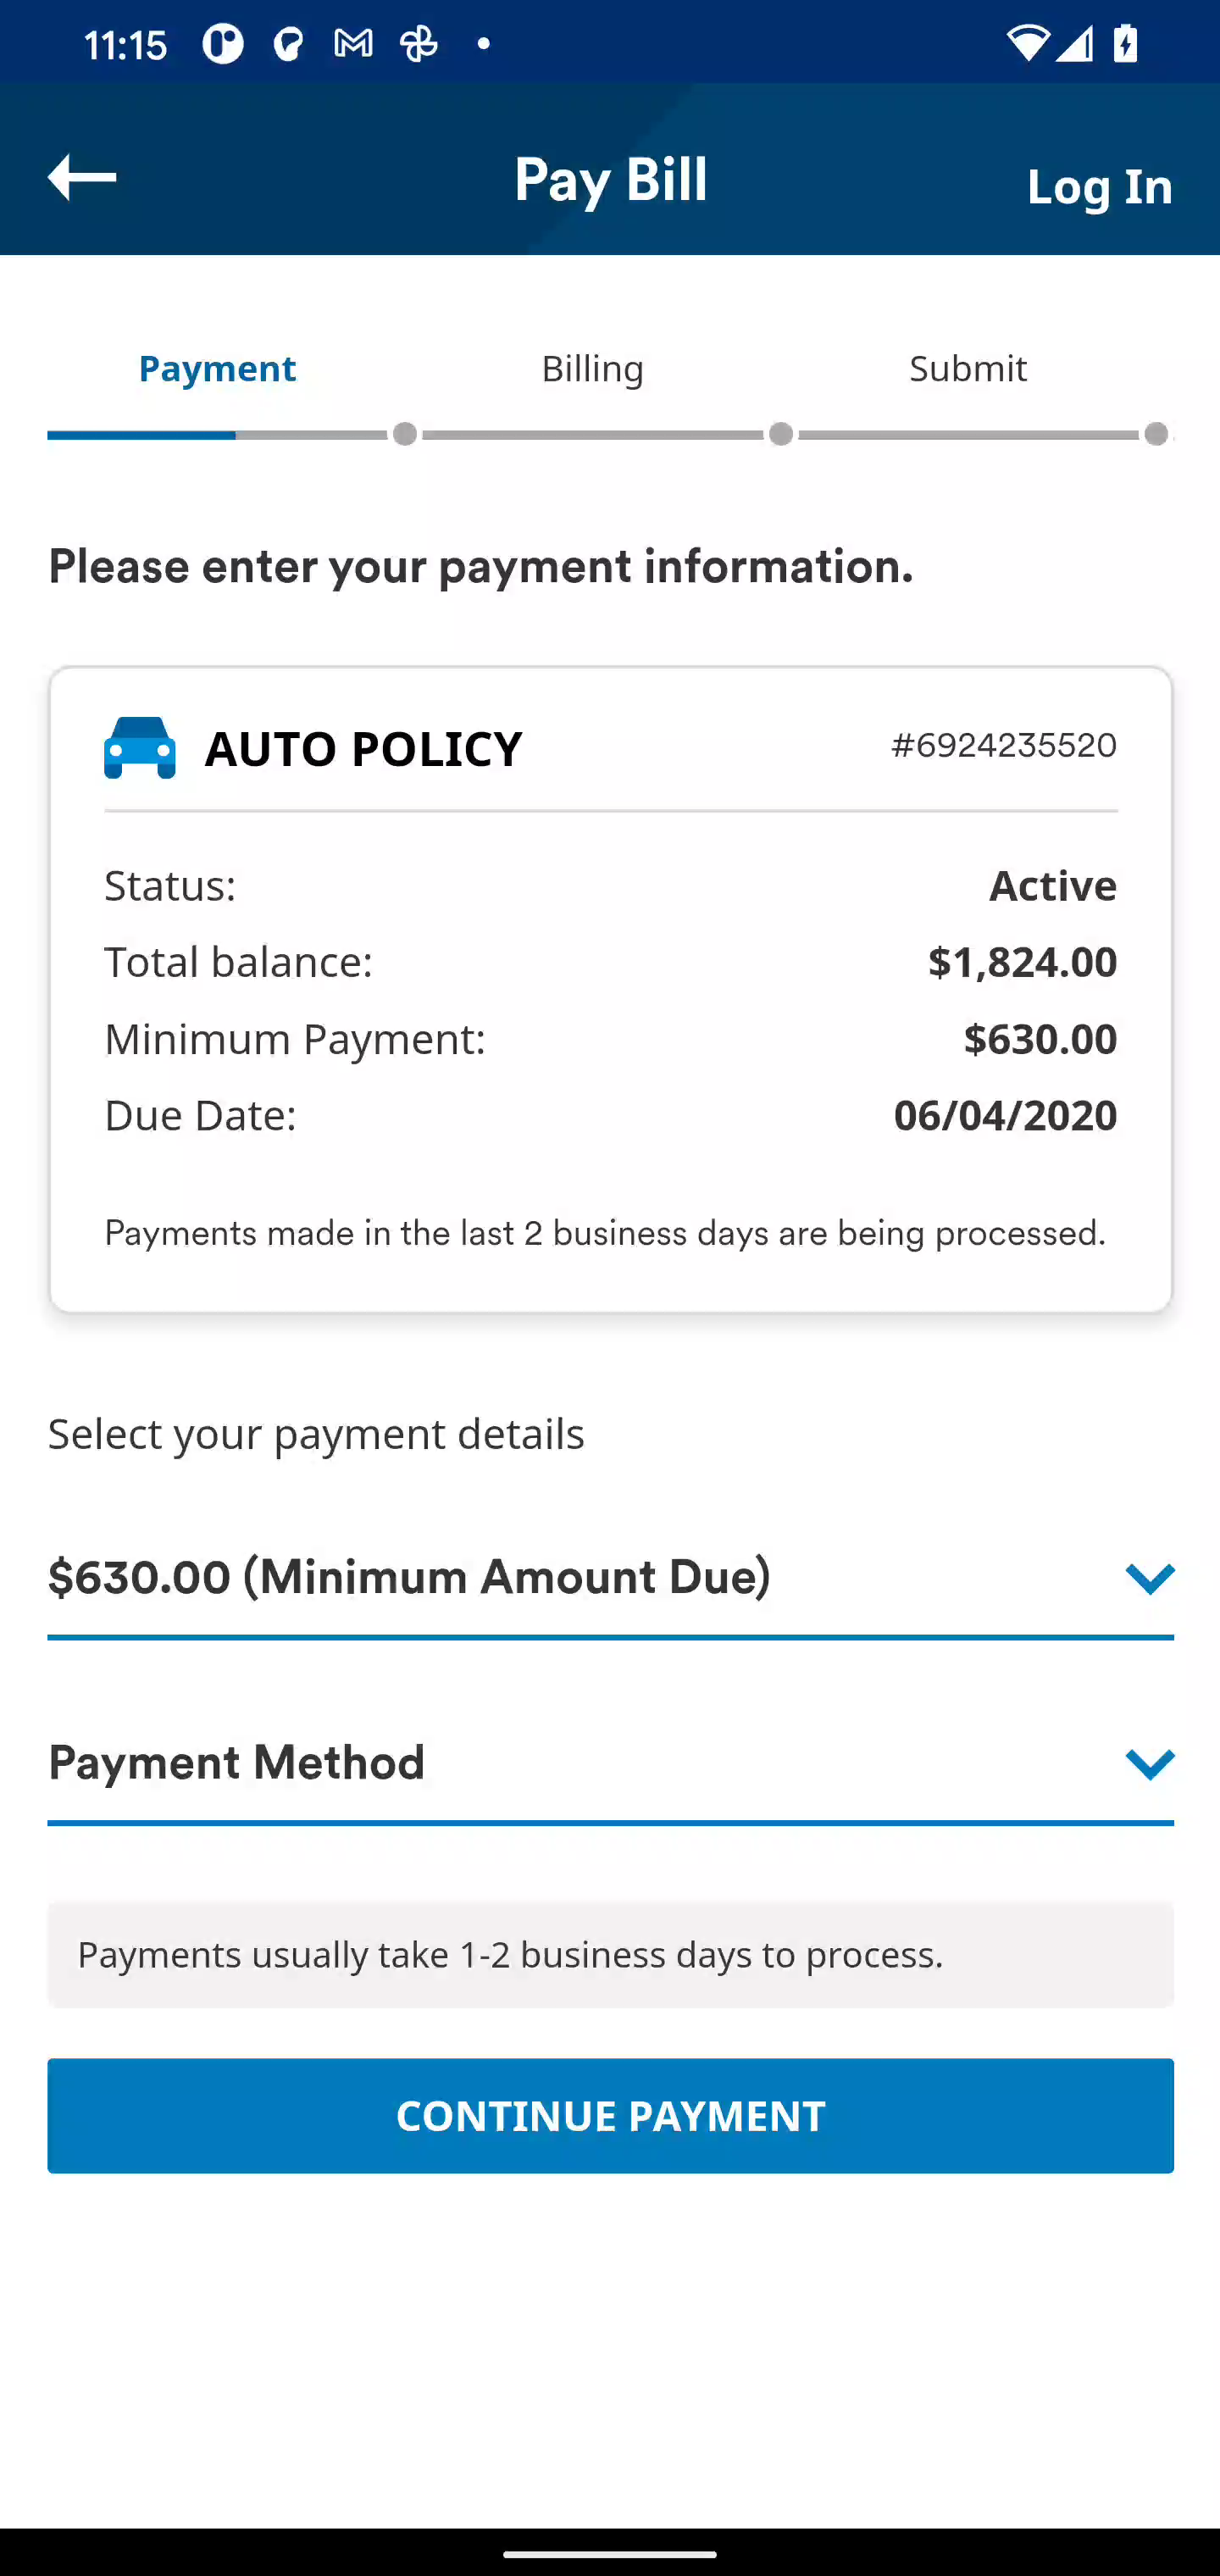 11:15
Pay Bill
Log In
Payment
Billing
Submit
Please enter your payment information.
AUTO POLICY
#6924235520
Status:
Active
Total balance:
$1,824.00
Minimum Payment:
$630.00
Due Date:
06/04/2020
Payments made in the last 2 business days are being processed.
Select your payment details
$630.00 (Minimum Amount Due)
Payment Method
Payments usually take 1-2 business days to process.
CONTINUE PAYMENT